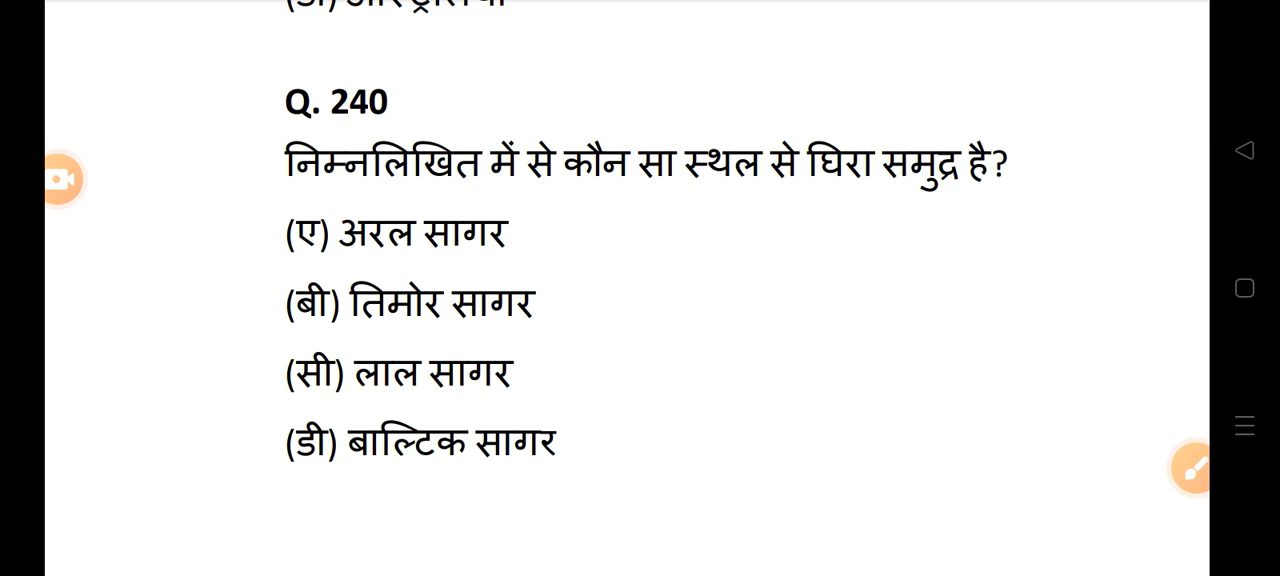 Q. 240
निम्नलिखित में से कौन सा स्थल से घिरा समुद्र है?
(ए) अरल सागर
(बी) तिमोर सागर
(सी) लाल सागर
(डी) बाल्टिक सागर